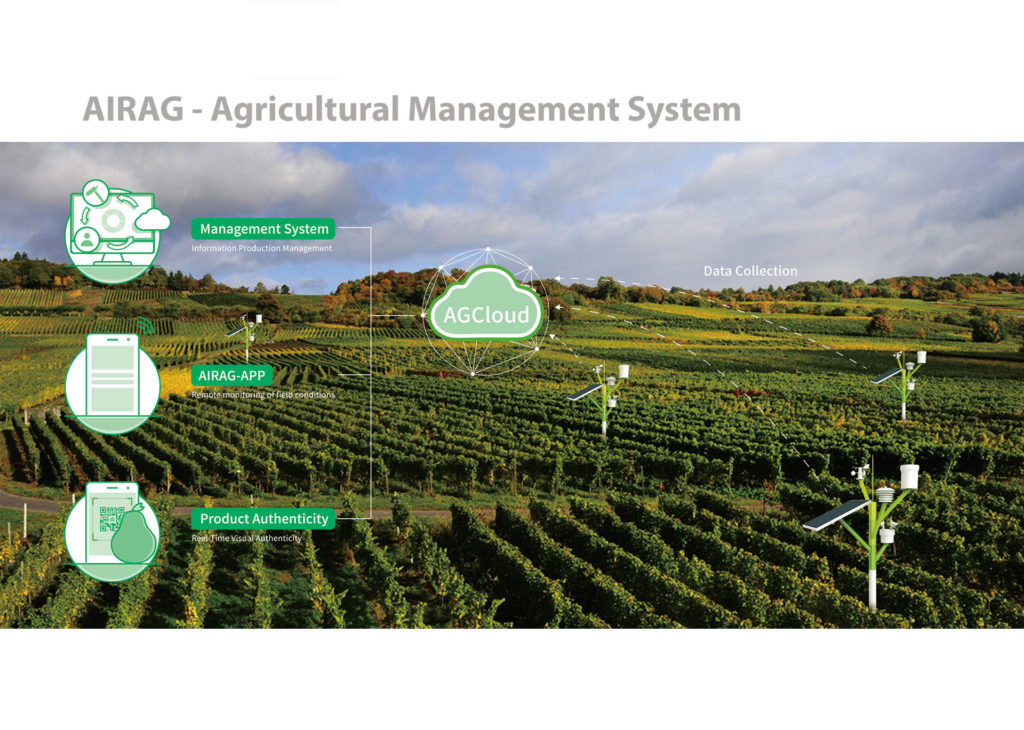 AIRAG - Agricultural Management System
Management System
Information Production Management
AGCloud
Data Collection
AIRAG-APP
Remote monitoring of field conditions
Product Authenticity
Real-Time Visual Authenticity